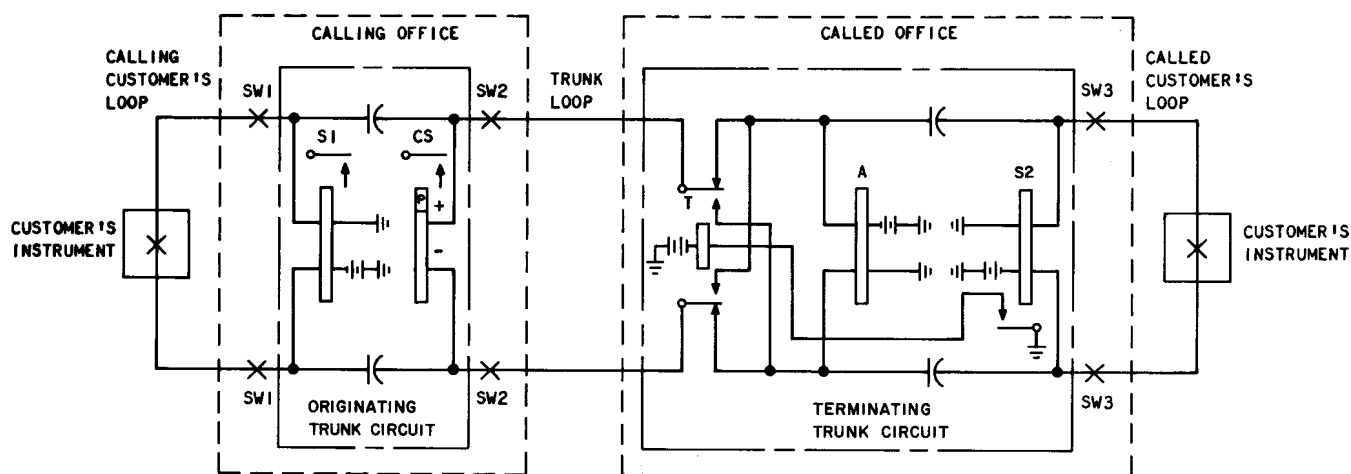 CALLING OFFICE
CALLED OFFICE
CALLING
CUSTOMER'S
LOOP
SW1
SW2
TRUNK
LOOP
SW3
CALLED
CUSTOMER'S
LOOP
S1
CS
P
+
-
T
A
S2
CUSTOMER'S
INSTRUMENT
CUSTOMER'S
INSTRUMENT
SW1
SW2
SW3
ORIGINATING
TRUNK CIRCUIT
TERMINATING
TRUNK CIRCUIT